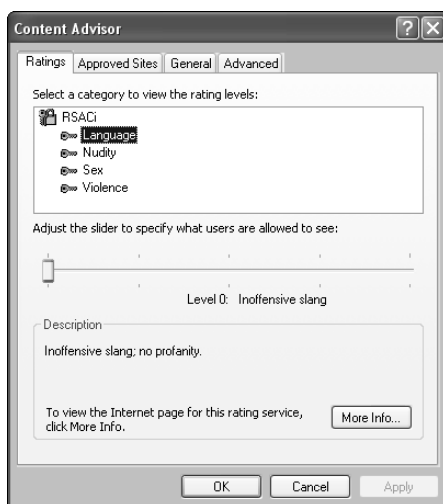 Content Advisor
Ratings Approved Sites General Advanced
Select a category to view the rating levels:
RSACi
Language
Nudity
Sex
Violence
Adjust the slider to specify what users are allowed to see:
Level 0: Inoffensive slang
Description
Inoffensive slang; no profanity.
To view the Internet page for this rating service,
click More Info.
More Info...
OK Cancel Apply